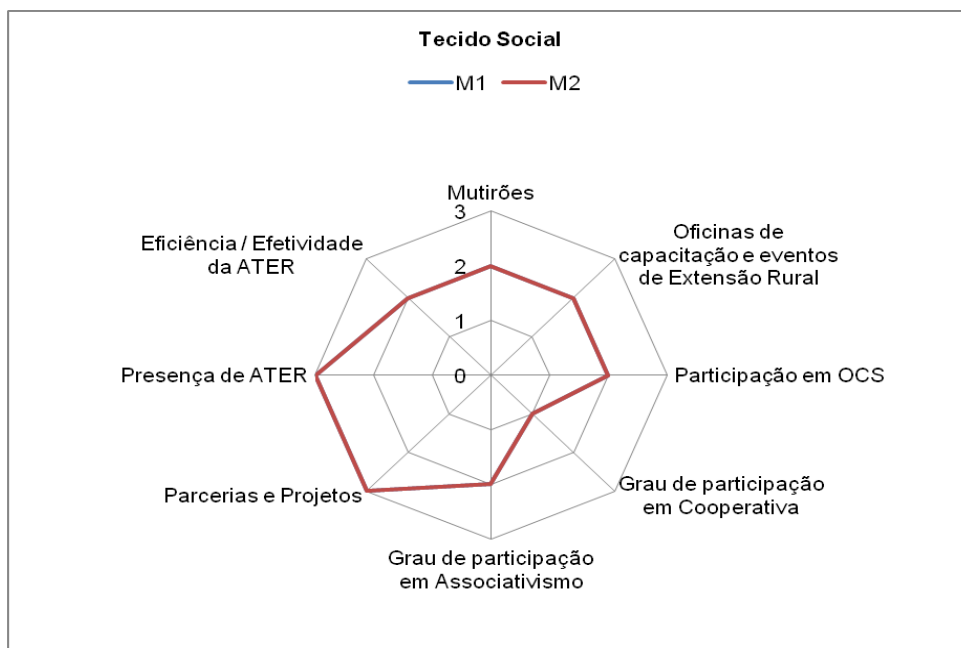 Tecido Social
M1 M2
Mutirões
3
2
1
0
Oficinas de
capacitação e eventos
de Extensão Rural
Participação em OCS
Grau de participação
em Cooperativa
Grau de participação
em Associativismo
Parcerias e Projetos
Presença de ATER
Eficiência / Efetividade
da ATER